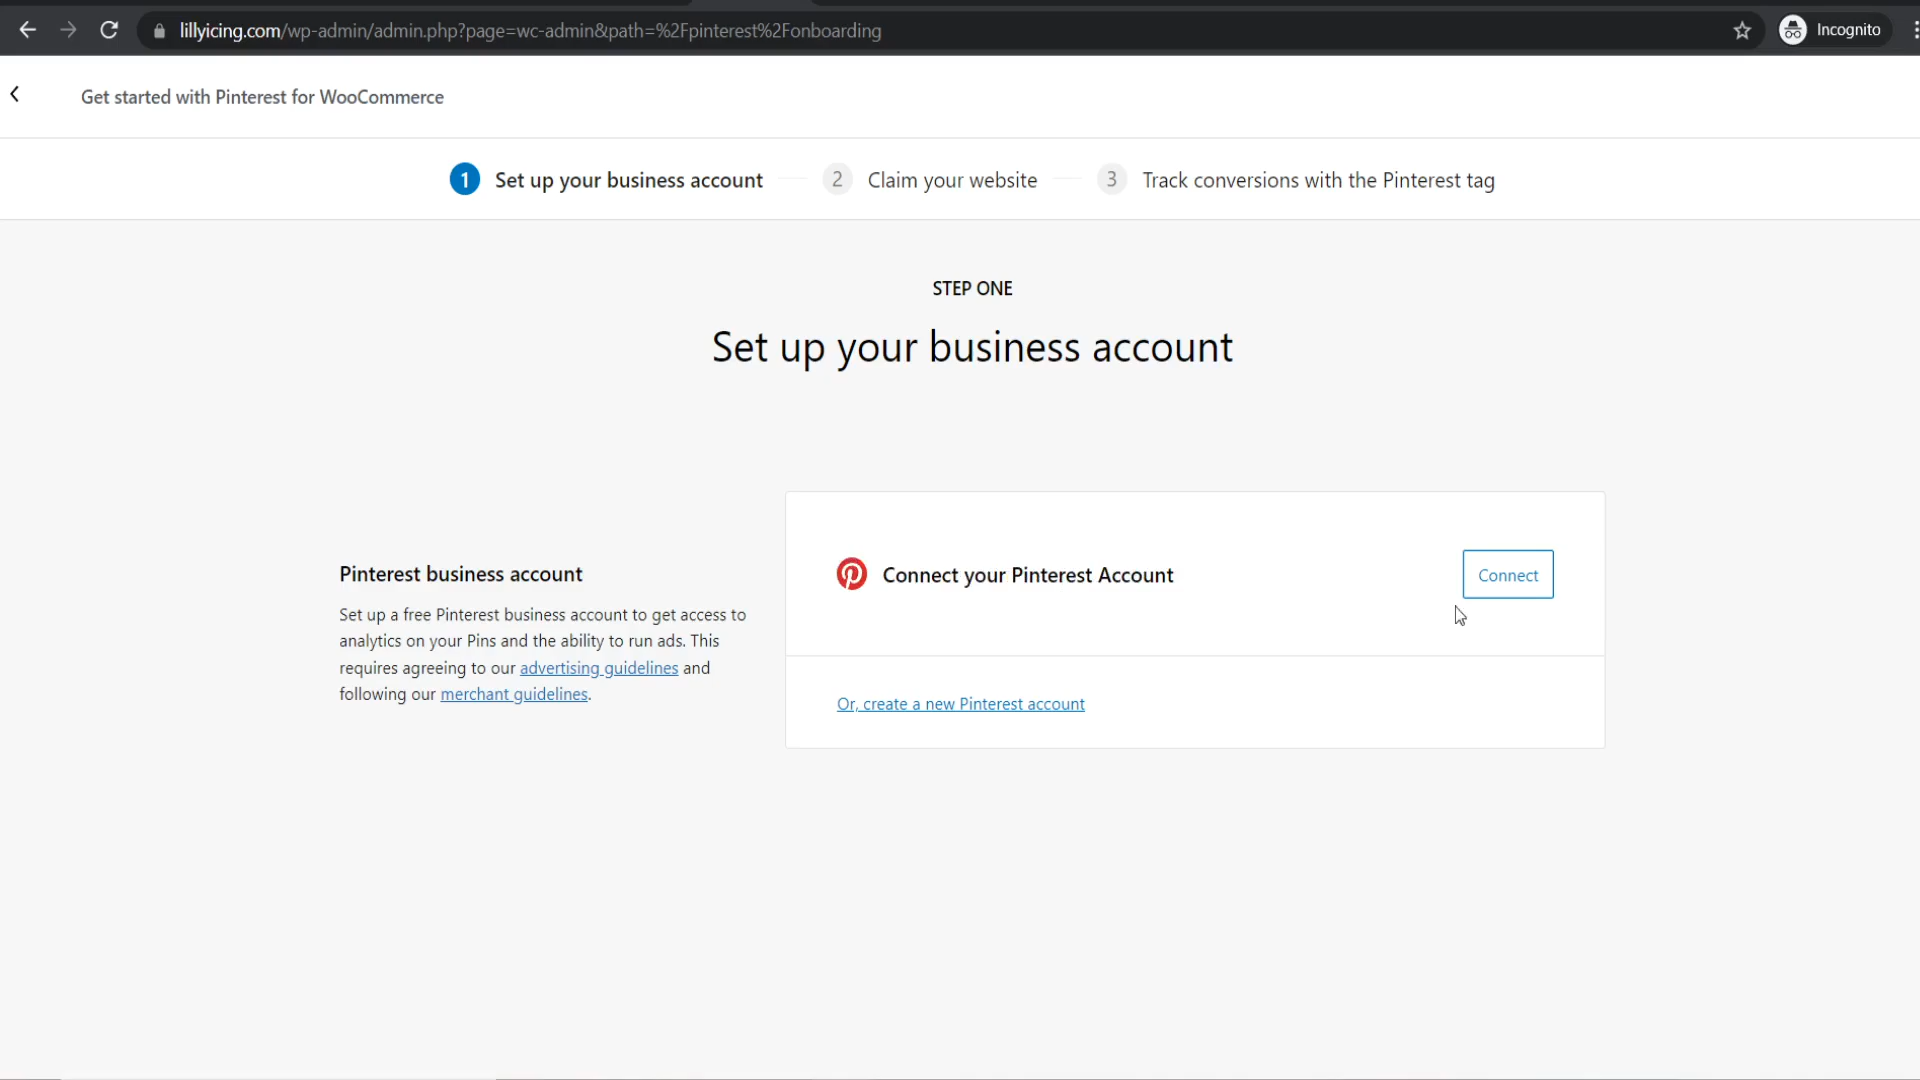 lillyicing.com/wp-admin/admin.php?page=wc-admin&path=%2Fpinterest%2Fonboarding
Incognito
Get started with Pinterest for WooCommerce
1 Set up your business account
2 Claim your website
3 Track conversions with the Pinterest tag
STEP ONE
Set up your business account
Pinterest business account
Set up a free Pinterest business account to get access to
analytics on your Pins and the ability to run ads. This
requires agreeing to our advertising guidelines and
following our merchant guidelines.
Connect your Pinterest Account
Connect
Or, create a new Pinterest account